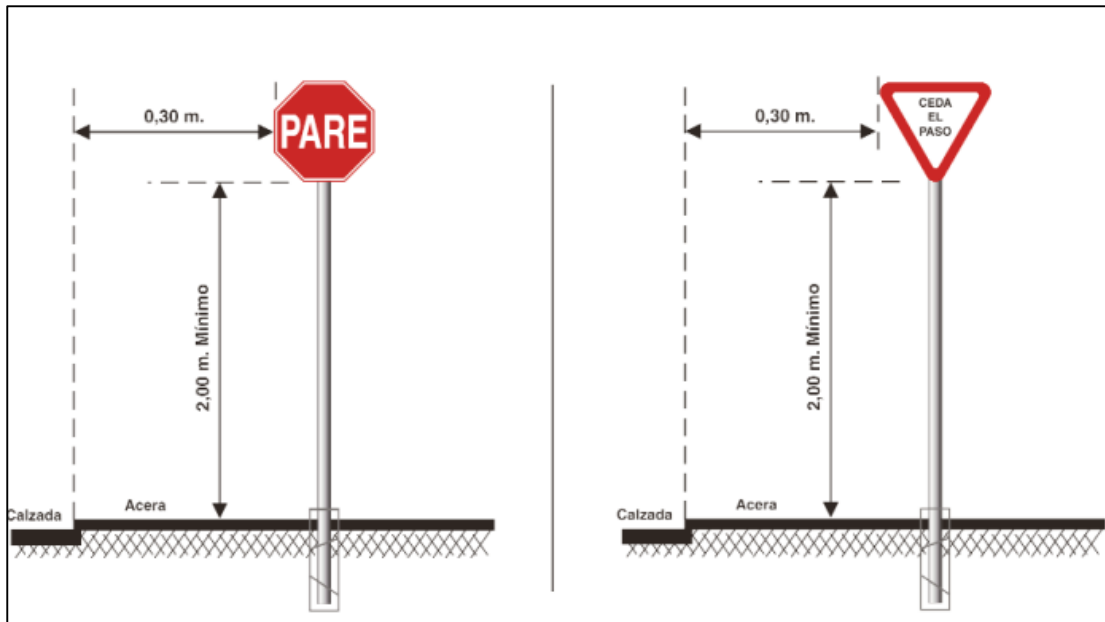 0,30 m.
PARE
2,00 m. Mínimo
Calzada
Acera
0,30 m.
CEDA
EL
PASO
2,00 m. Mínimo
Calzada
Acera